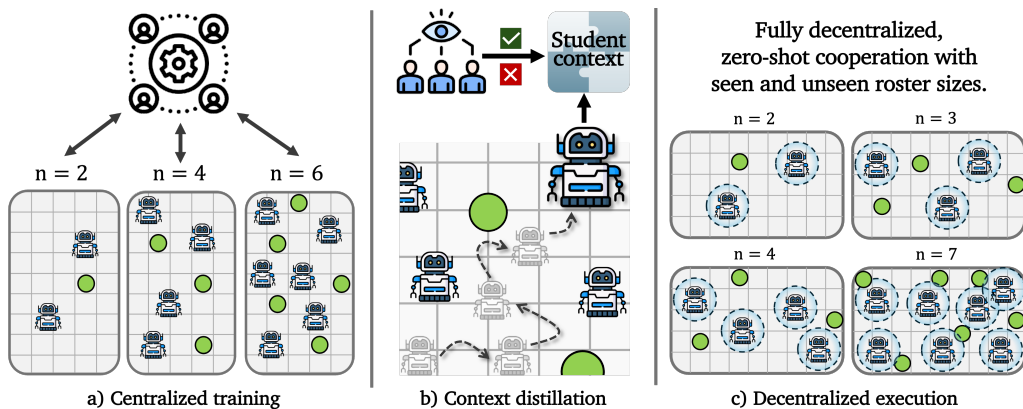 n = 2
n = 4
n = 6
a) Centralized training
Student
context
b) Context distillation
Fully decentralized,
zero-shot cooperation with
seen and unseen roster sizes.
n = 2
n = 3
n = 4
n = 7
c) Decentralized execution